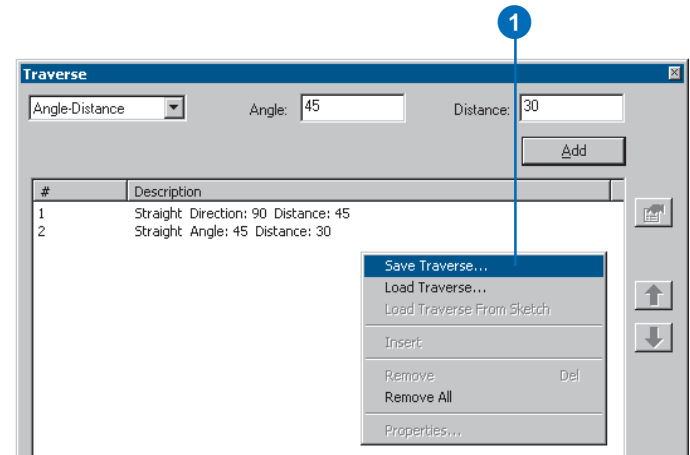 1
Traverse
Angle-Distance Angle: 45 Distance: 30
Add
# Description
1 Straight Direction: 90 Distance: 45
2 Straight Angle: 45 Distance: 30
Save Traverse...
Load Traverse...
Load Traverse From Sketch
Insert
Remove Del
Remove All
Properties...